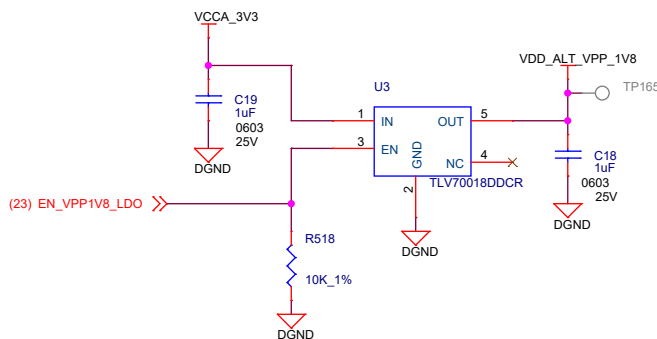 VCCA_3V3
VDD_ALT_VPP_1V8
TP165
U3
C19
1uF
0603
25V
1
IN
OUT
5
3
EN
GND
NC
4
2
TLV70018DDCR
C18
1uF
0603
25V
DGND
(23) EN_VPP1V8_LDO
R518
10K_1%
DGND
DGND
DGND